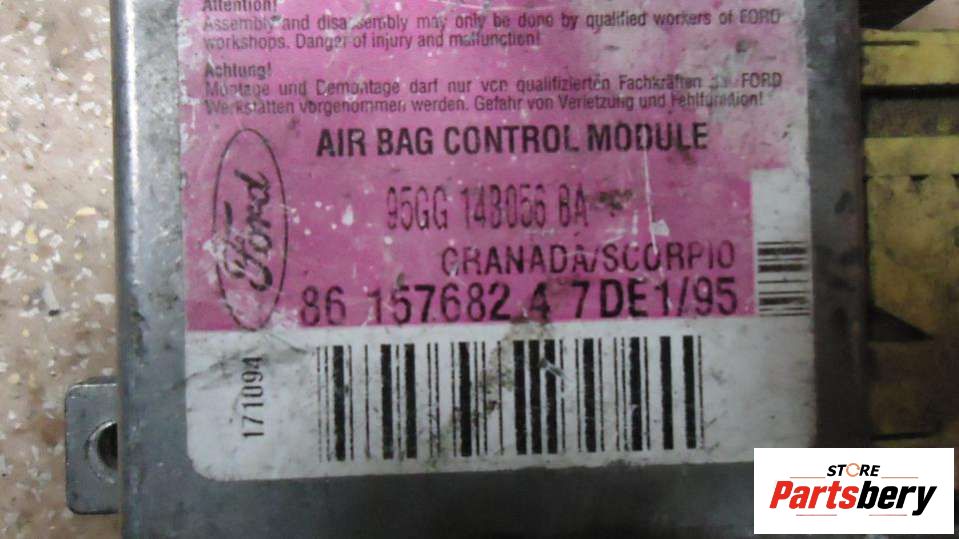 Attention!
Assembly and disassembly may only be done by qualified workers of FORD
workshops. Danger of injury and malfunction!
Achtung!
Montage und Demontage darf nur von qualifizierten Fachkräften in FORD
Werkstätten vorgenommen werden. Gefahr von Verletzung und Fehlfunktion!
AIR BAG CONTROL MODULE
Ford
95GG 14B056 BA
GRANADA/SCORPIO
86 157682 4 7DE1/95
171094
STORE
Partsbery